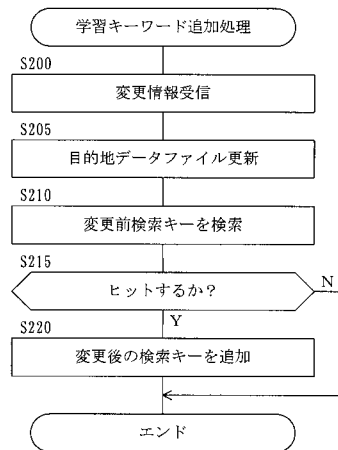 学習キーワード追加処理
S200
変更情報受信
S205
目的地データファイル更新
S210
変更前検索キーを検索
S215
ヒットするか？
N
Y
S220
変更後の検索キーを追加
エンド